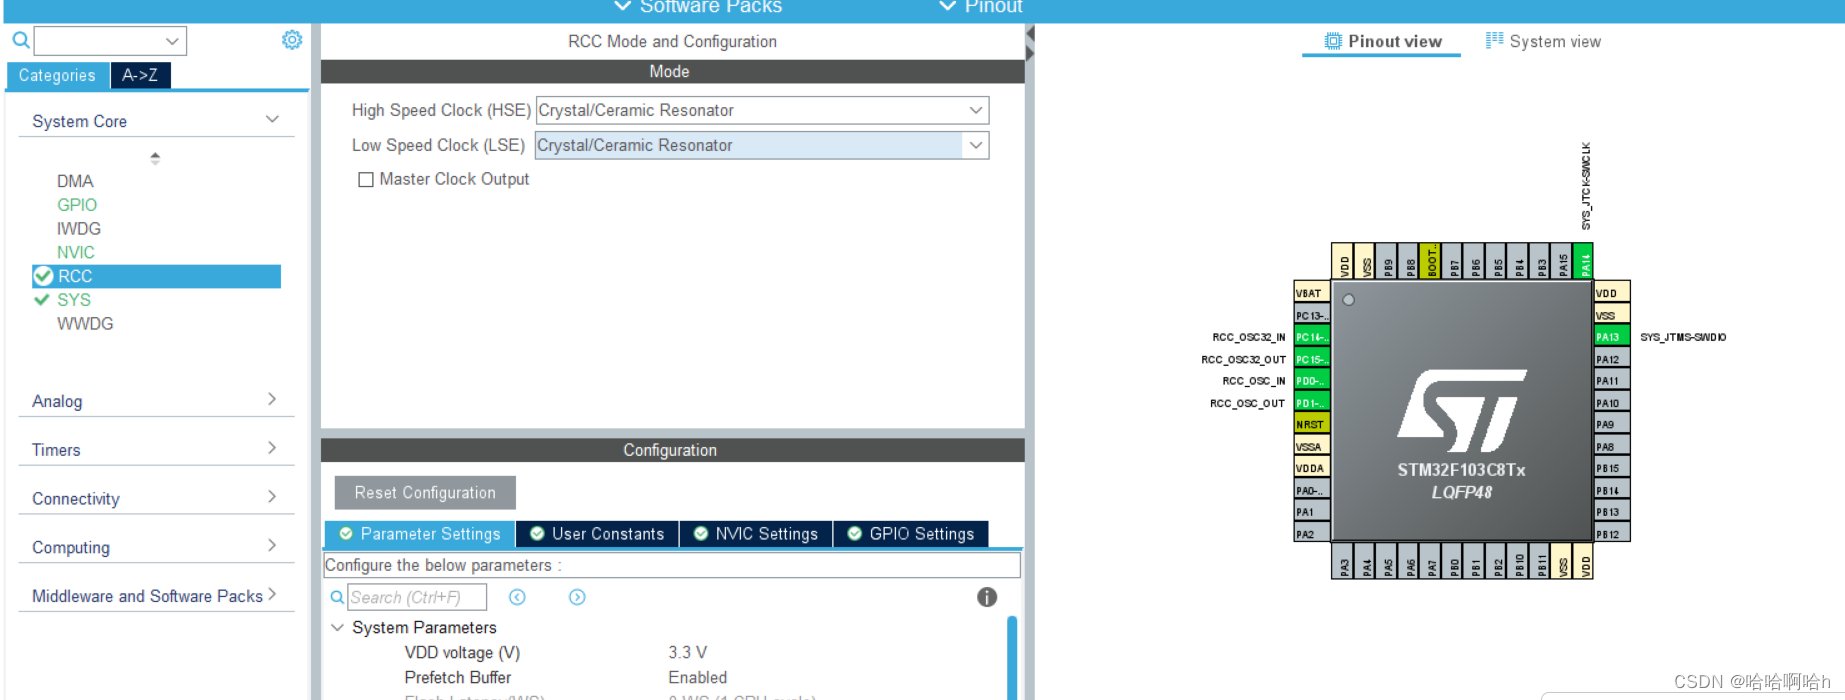 Software Packs
Pinout
Categories
A->Z
System Core
DMA
GPIO
IWDG
NVIC
RCC
SYS
WWDG
Analog
Timers
Connectivity
Computing
Middleware and Software Packs
RCC Mode and Configuration
Mode
High Speed Clock (HSE) Crystal/Ceramic Resonator
Low Speed Clock (LSE) Crystal/Ceramic Resonator
Master Clock Output
Configuration
Reset Configuration
Parameter Settings
User Constants
NVIC Settings
GPIO Settings
Configure the below parameters :
Search (Ctrl+F)
System Parameters
VDD voltage (V) 3.3 V
Prefetch Buffer Enabled
Pinout view
System view
SYS_JTCK-SWCLK
VDD
VSS
PB9
PB8
BOOT..
PB7
PB6
PB5
PB4
PB3
PA15
PA14
VBAT
PC13-..
RCC_OSC32_IN PC14-..
RCC_OSC32_OUT PC15-..
RCC_OSC_IN PD0-..
RCC_OSC_OUT PD1-..
NRST
VSSA
VDDA
PA0-..
PA1
PA2
STM32F103C8Tx
LQFP48
VDD
VSS
PA13 SYS_JTMS-SWDIO
PA12
PA11
PA10
PA9
PA8
PB15
PB14
PB13
PB12
PA3
PA4
PA5
PA6
PA7
PB0
PB1
PB2
PB10
PB11
VSS
VDD
CSDN @哈哈啊哈h